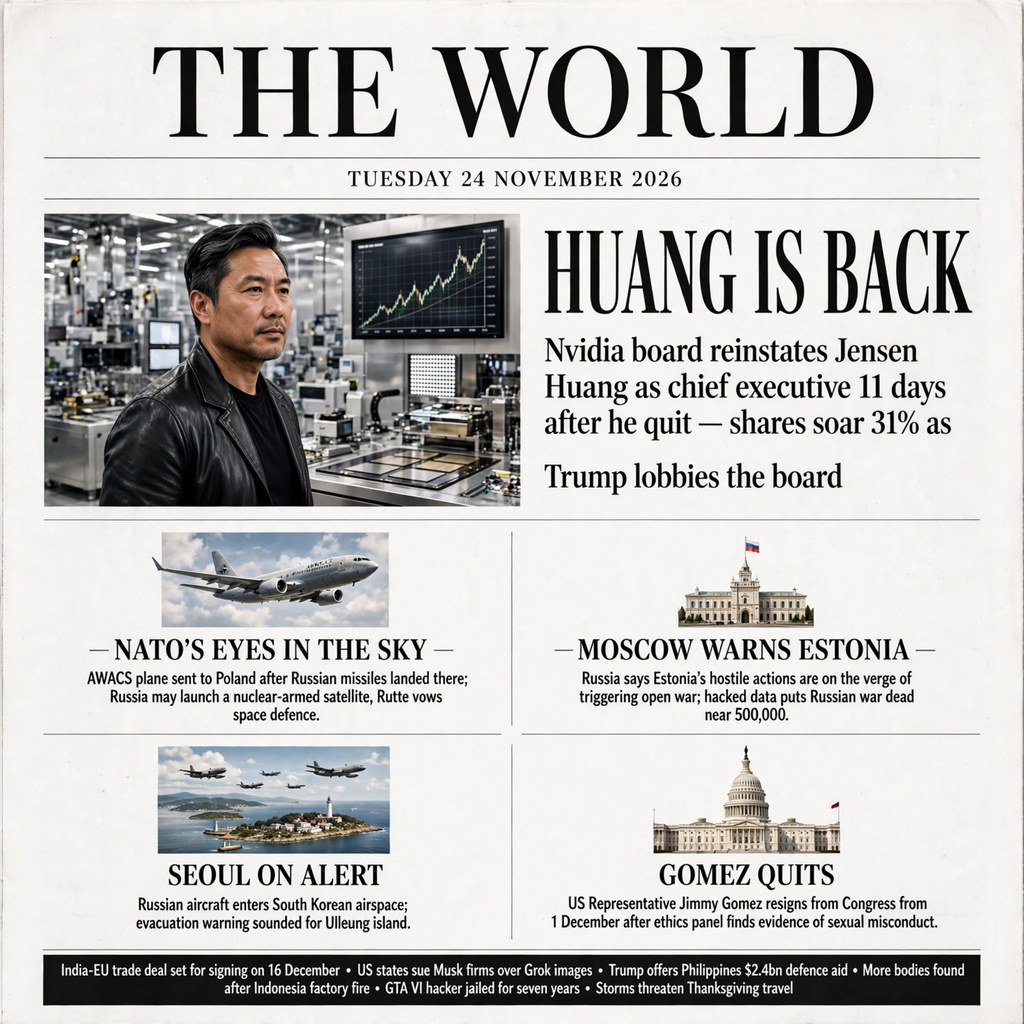 THE WORLD
TUESDAY 24 NOVEMBER 2026
HUANG IS BACK
Nvidia board reinstates Jensen
Huang as chief executive 11 days
after he quit — shares soar 31% as
Trump lobbies the board
— NATO'S EYES IN THE SKY —
AWACS plane sent to Poland after Russian missiles landed there;
Russia may launch a nuclear-armed satellite, Rutte vows
space defence.
— MOSCOW WARNS ESTONIA —
Russia says Estonia's hostile actions are on the verge of
triggering open war; hacked data puts Russian war dead
near 500,000.
SEOUL ON ALERT
Russian aircraft enters South Korean airspace;
evacuation warning sounded for Ulleung island.
GOMEZ QUITS
US Representative Jimmy Gomez resigns from Congress from
1 December after ethics panel finds evidence of sexual misconduct.
India-EU trade deal set for signing on 16 December • US states sue Musk firms over Grok images • Trump offers Philippines $2.4bn defence aid • More bodies found
after Indonesia factory fire • GTA VI hacker jailed for seven years • Storms threaten Thanksgiving travel